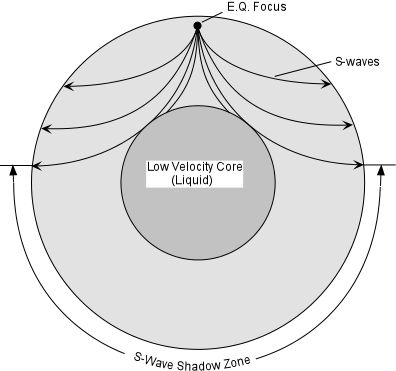 E.Q. Focus
S-waves
Low Velocity Core
(Liquid)
S-Wave Shadow Zone